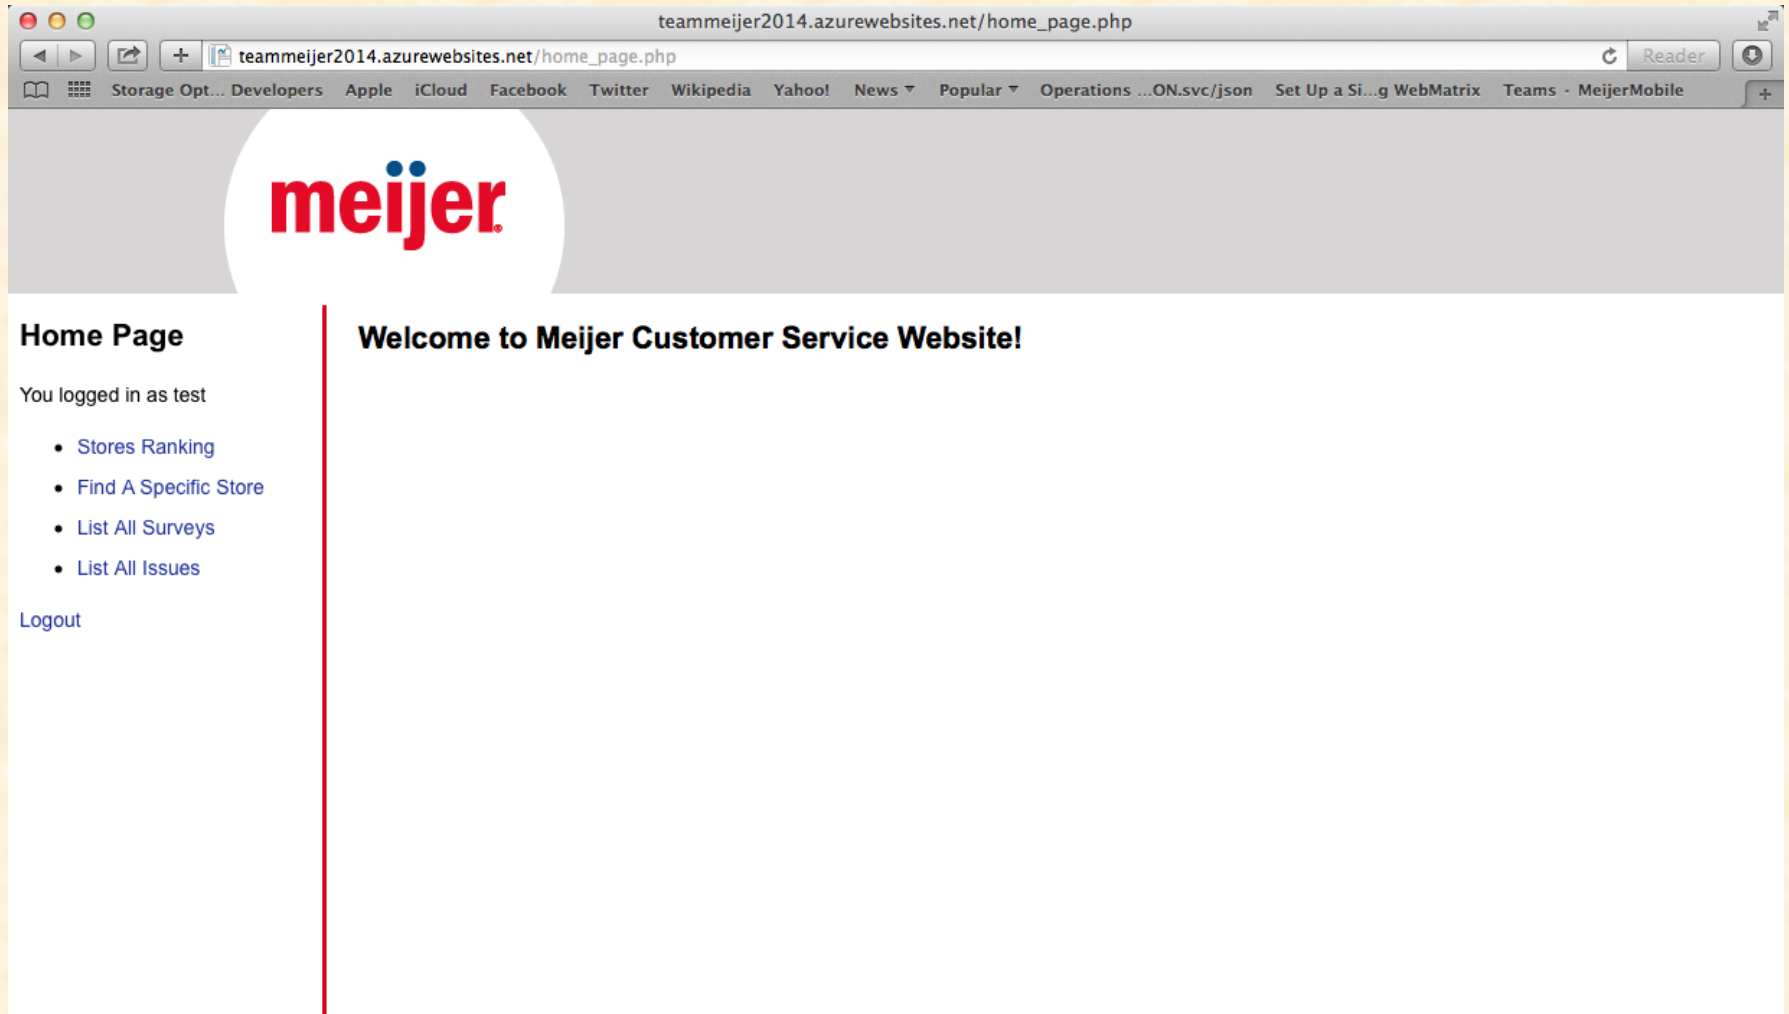 teammeijer2014.azurewebsites.net/home_page.php
teammeijer2014.azurewebsites.net/home_page.php Reader
Storage Opt... Developers Apple iCloud Facebook Twitter Wikipedia Yahoo! News Popular Operations ...ON.svc/json Set Up a Si...g WebMatrix Teams · MeijerMobile
meijer®
Home Page
You logged in as test
• Stores Ranking
• Find A Specific Store
• List All Surveys
• List All Issues
Logout
Welcome to Meijer Customer Service Website!